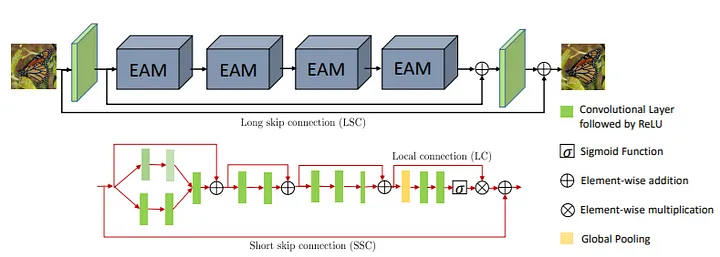 EAM
EAM
EAM
EAM
Long skip connection (LSC)
Convolutional Layer
followed by ReLU
σ Sigmoid Function
Element-wise addition
Element-wise multiplication
Global Pooling
Local connection (LC)
σ
Short skip connection (SSC)